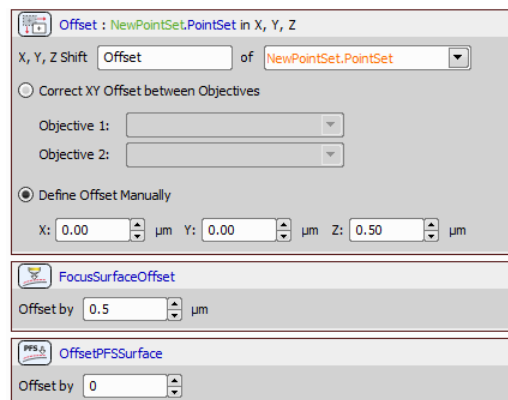 Offset : NewPointSet.PointSet in X, Y, Z
X, Y, Z Shift Offset of NewPointSet.PointSet
Correct XY Offset between Objectives
Objective 1:
Objective 2:
Define Offset Manually
X: 0.00 µm Y: 0.00 µm Z: 0.50 µm
FocusSurfaceOffset
Offset by 0.5 µm
PFS OffsetPFSSurface
Offset by 0